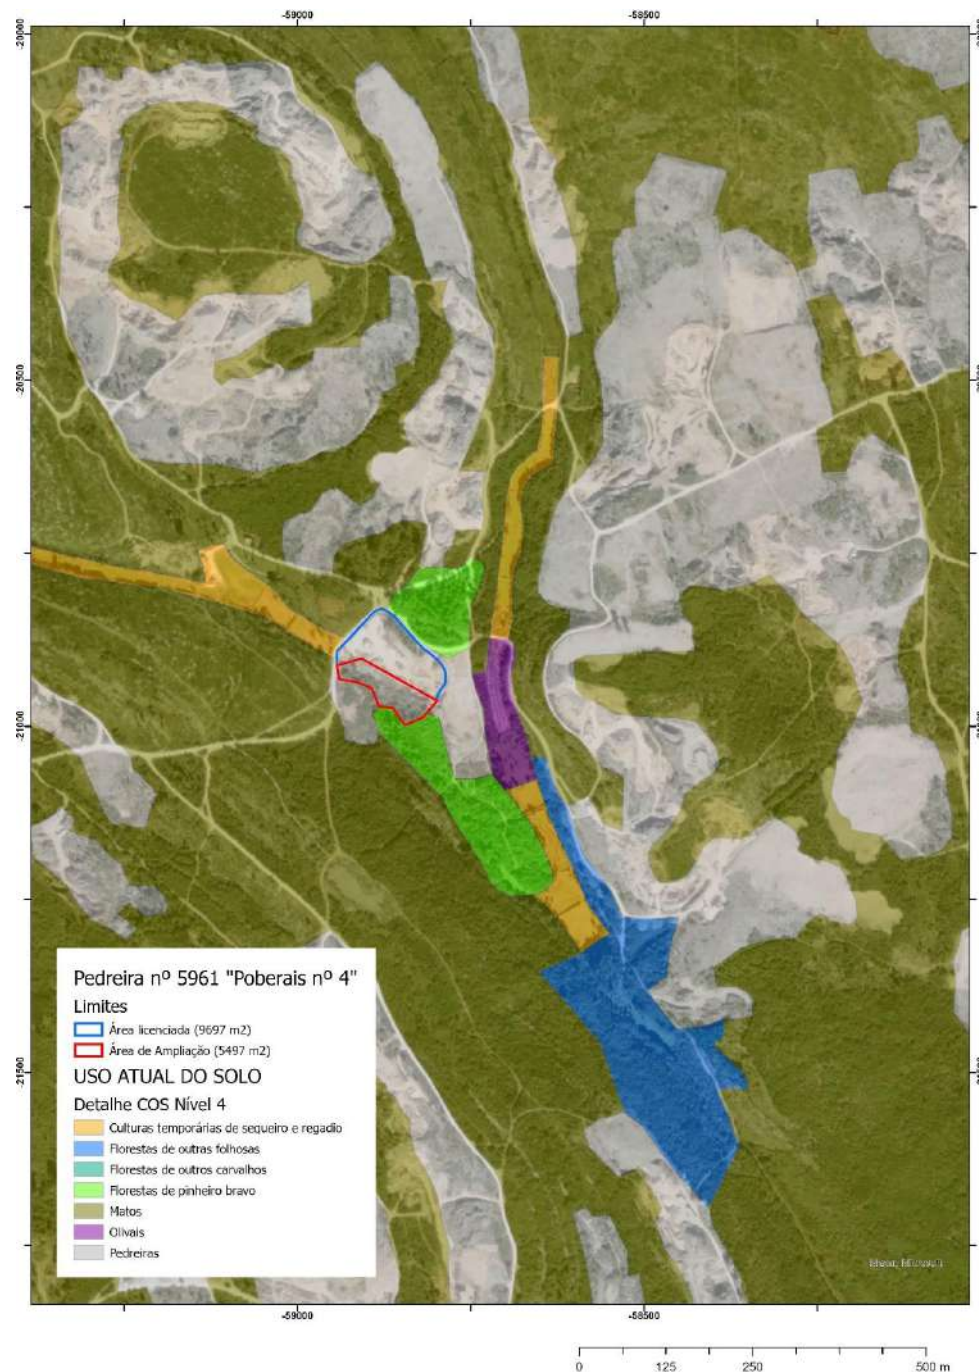 -59000 -58500
-20000
-20500
-21000
-21500
Pedreira nº 5961 "Poberais nº 4"
Limites
Área licenciada (9697 m2)
Área de Ampliação (5497 m2)
USO ATUAL DO SOLO
Detalhe COS Nível 4
Culturas temporárias de sequeiro e regadio
Florestas de outras folhosas
Florestas de outros carvalhos
Florestas de pinheiro bravo
Matos
Olivais
Pedreiras
-59000 -58500
0 125 250 500 m